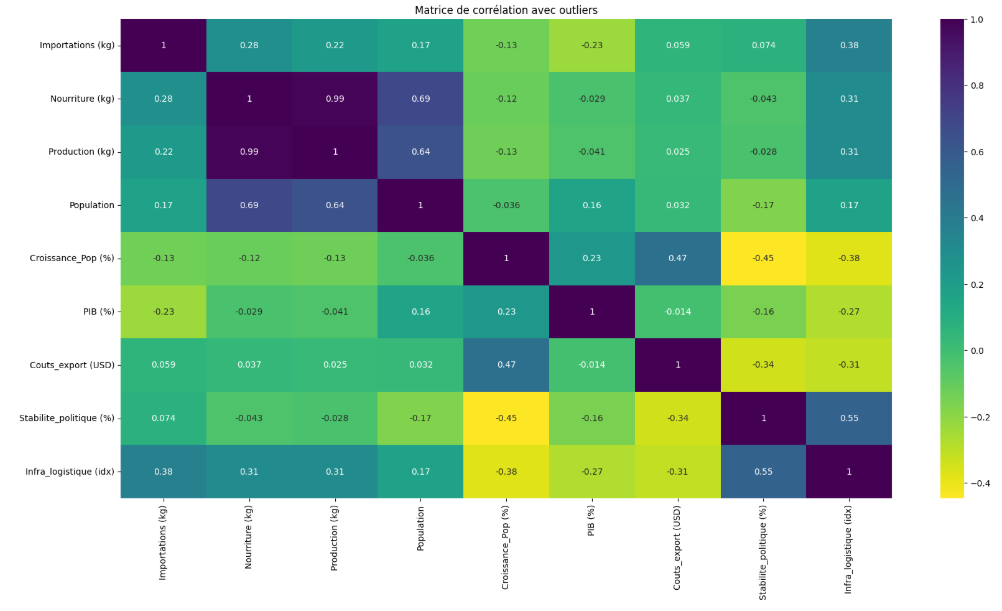 Matrice de corrélation avec outliers
Importations (kg) 1 0.28 0.22 0.17 -0.13 -0.23 0.059 0.074 0.38
Nourriture (kg) 0.28 1 0.99 0.69 -0.12 -0.029 0.037 -0.043 0.31
Production (kg) 0.22 0.99 1 0.64 -0.13 -0.041 0.025 -0.028 0.31
Population 0.17 0.69 0.64 1 -0.036 0.16 0.032 -0.17 0.17
Croissance_Pop (%) -0.13 -0.12 -0.13 -0.036 1 0.23 0.47 -0.45 -0.38
PIB (%) -0.23 -0.029 -0.041 0.16 0.23 1 -0.014 -0.16 -0.27
Couts_export (USD) 0.059 0.037 0.025 0.032 0.47 -0.014 1 -0.34 -0.31
Stabilite_politique (%) 0.074 -0.043 -0.028 -0.17 -0.45 -0.16 -0.34 1 0.55
Infra_logistique (idx) 0.38 0.31 0.31 0.17 -0.38 -0.27 -0.31 0.55 1
Importations (kg)
Nourriture (kg)
Production (kg)
Population
Croissance_Pop (%)
PIB (%)
Couts_export (USD)
Stabilite_politique (%)
Infra_logistique (idx)
1.0
0.8
0.6
0.4
0.2
0.0
−0.2
−0.4